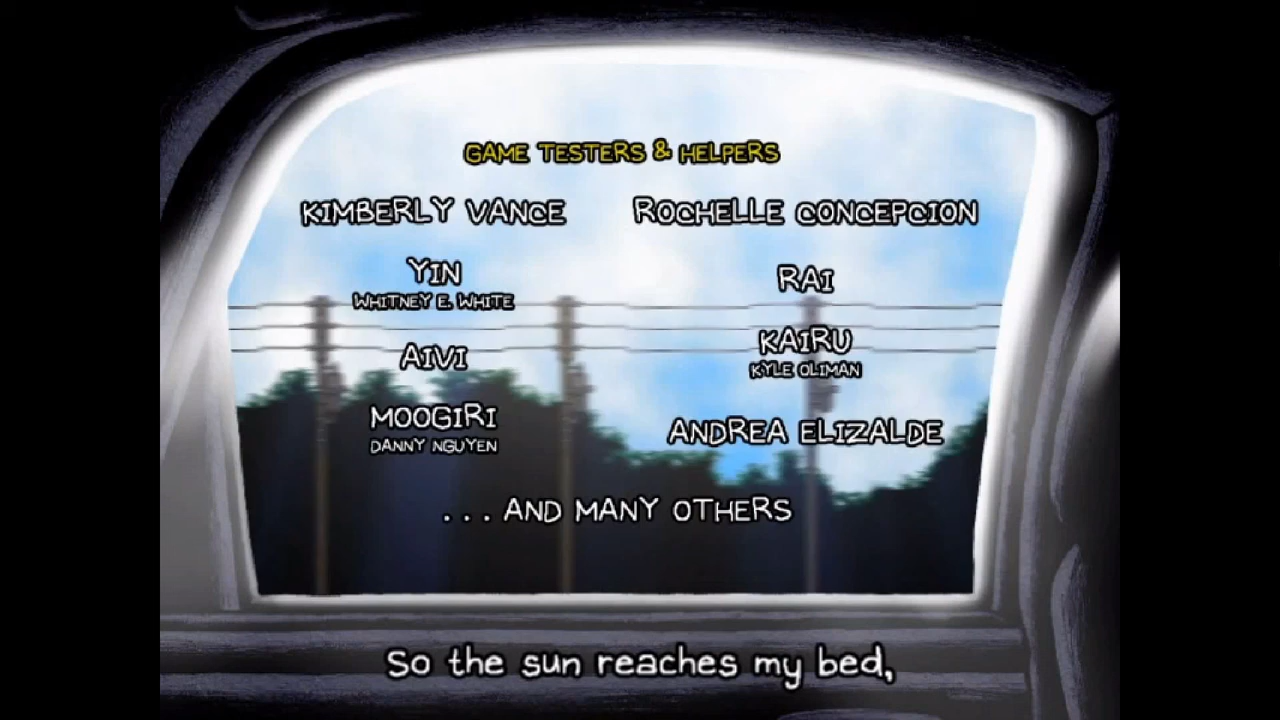 GAME TESTERS & HELPERS
KIMBERLY VANCE
ROCHELLE CONCEPCION
YIN
WHITNEY E. WHITE
RAI
AIVI
KAIRU
KYLE OLIMAN
MOOGIRI
DANNY NGUYEN
ANDREA ELIZALDE
. . . AND MANY OTHERS
So the sun reaches my bed,